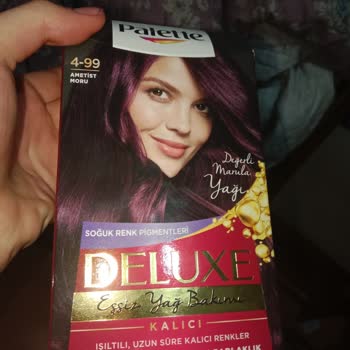 Palette
4-99
AMETİST
MORU
Değerli
Marula
Yağı
SOĞUK RENK PİGMENTLERİ
DELUXE
Eşsiz Yağ Bakımı
KALICI
IŞILTILI, UZUN SÜRE KALICI RENKLER
PARLAKLIK